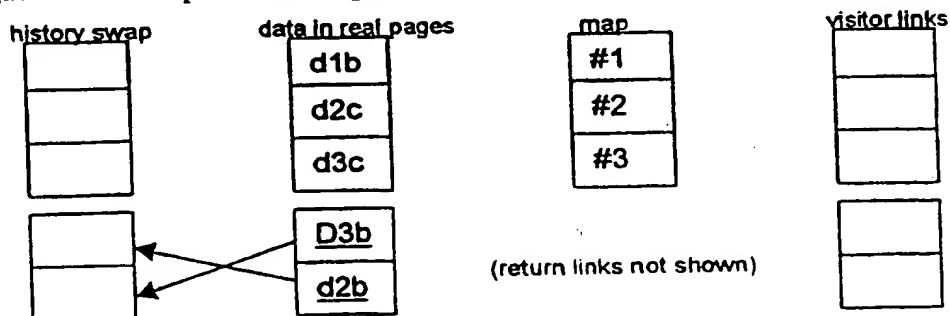 history swap data in real pages map visitor links
d1b #1
d2c #2
d3c #3
D3b
(return links not shown)
d2b